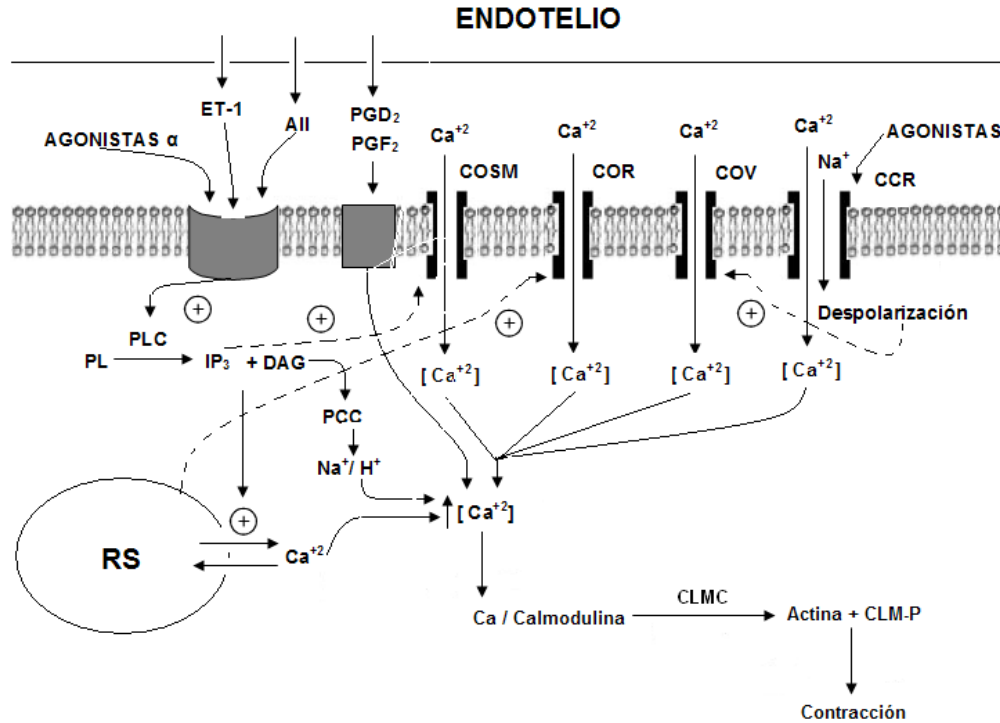 ENDOTELIO
ET-1
AII
PGD₂
PGF₂
AGONISTAS α
Ca⁺²
Ca⁺²
Ca⁺²
Ca⁺²
Na⁺
AGONISTAS
COSM
COR
COV
CCR
+
+
+
+
Despolarización
PLC
PL
IP₃ + DAG
[Ca⁺²]
[Ca⁺²]
[Ca⁺²]
[Ca⁺²]
PCC
Na⁺/ H⁺
[Ca⁺²]
+
RS
Ca⁺²
Ca / Calmodulina
CLMC
Actina + CLM-P
Contracción